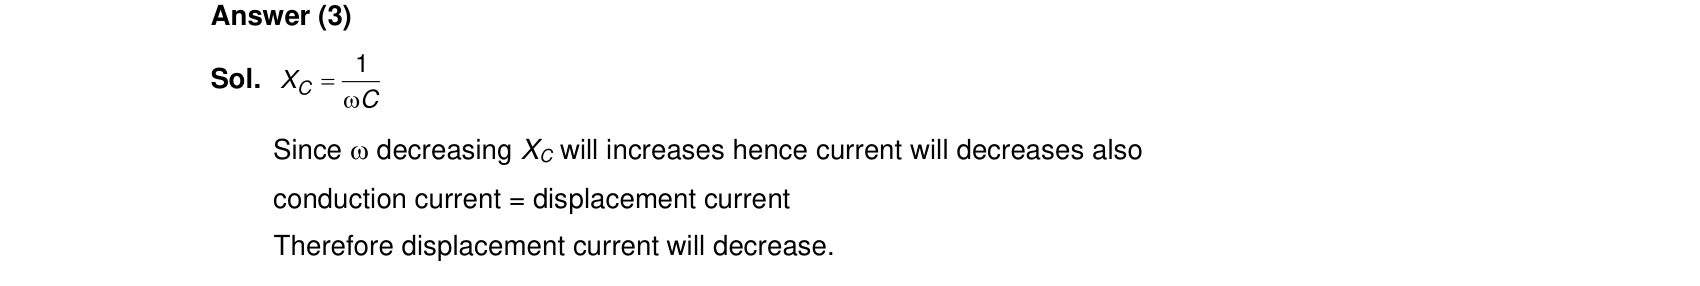 Answer (3)
Sol. X_C = 1/ωC
Since ω decreasing X_C will increases hence current will decreases also
conduction current = displacement current
Therefore displacement current will decrease.